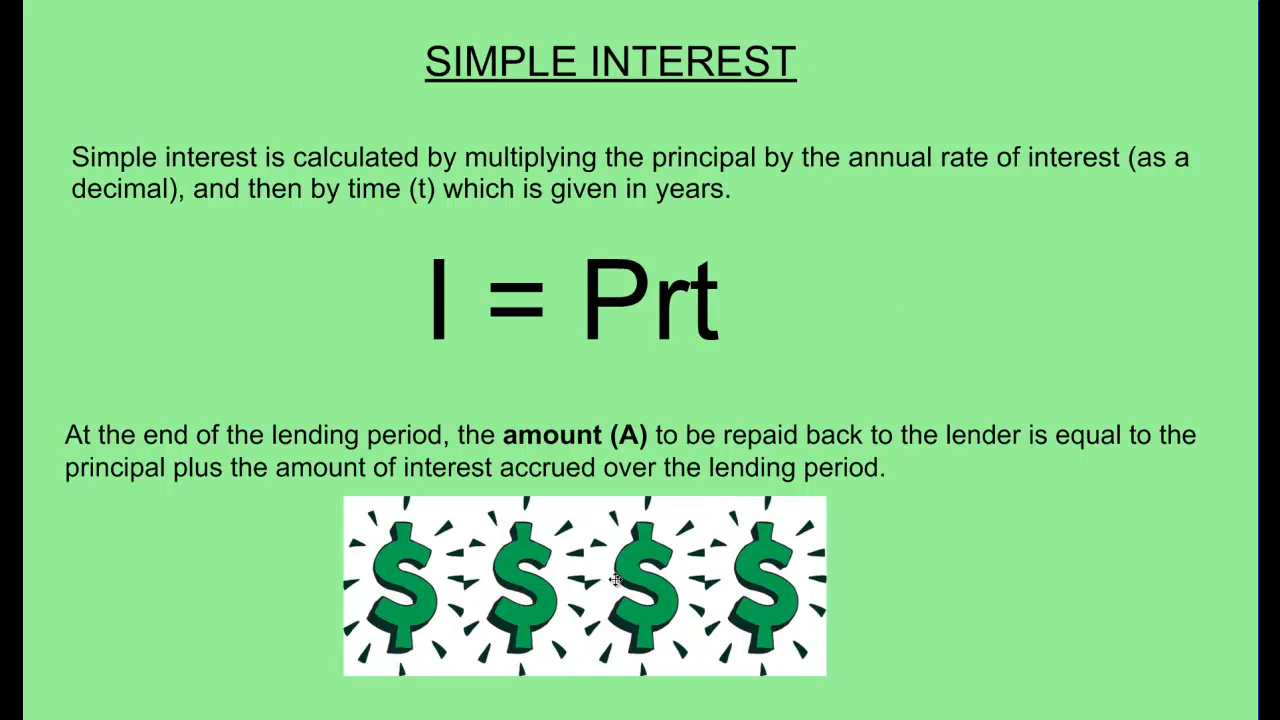 SIMPLE INTEREST
Simple interest is calculated by multiplying the principal by the annual rate of interest (as a
decimal), and then by time (t) which is given in years.
I = Prt
At the end of the lending period, the amount (A) to be repaid back to the lender is equal to the
principal plus the amount of interest accrued over the lending period.
$ $ $ $